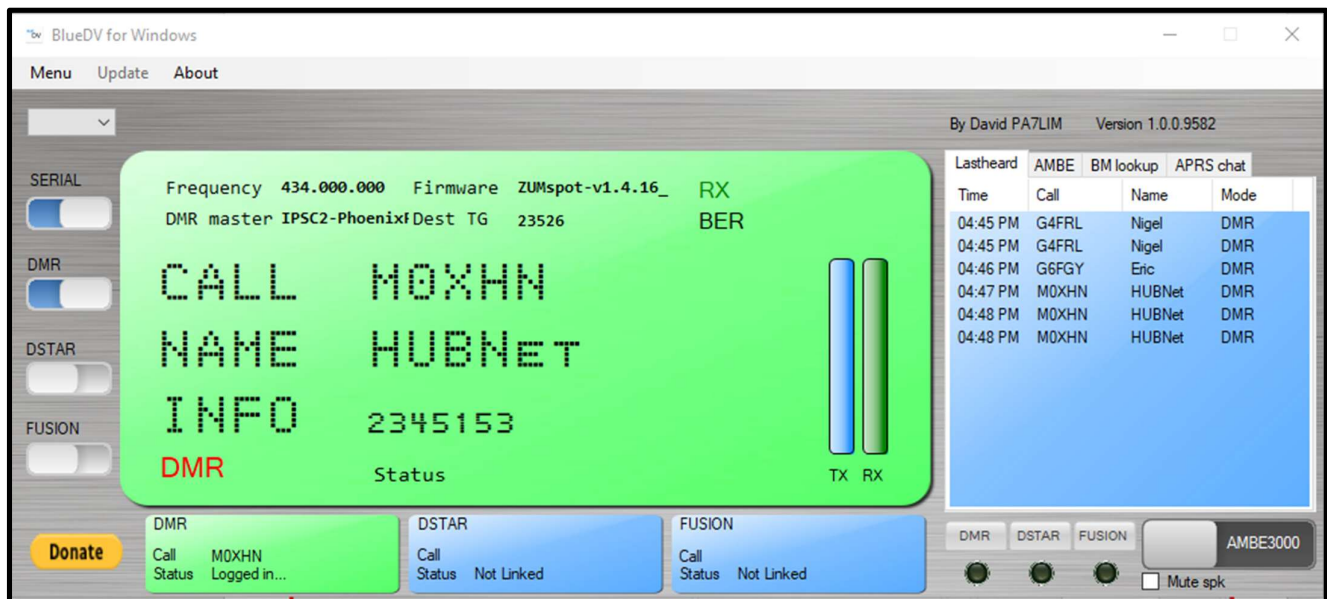 BlueDV for Windows
Menu Update About
By David PA7LIM Version 1.0.0.9582
SERIAL
DMR
DSTAR
FUSION
Donate
Frequency 434.000.000 Firmware ZUMspot-v1.4.16_ RX
DMR master IPSC2-Phoenix Dest TG 23526 BER
CALL M0XHN
NAME HUBNet
INFO 2345153
DMR Status TX RX
Lastheard AMBE BM lookup APRS chat
Time Call Name Mode
04:45 PM G4FRL Nigel DMR
04:45 PM G4FRL Nigel DMR
04:46 PM G6FGY Eric DMR
04:47 PM M0XHN HUBNet DMR
04:48 PM M0XHN HUBNet DMR
04:48 PM M0XHN HUBNet DMR
DMR
Call M0XHN
Status Logged in...
DSTAR
Call
Status Not Linked
FUSION
Call
Status Not Linked
DMR DSTAR FUSION AMBE3000
Mute spk